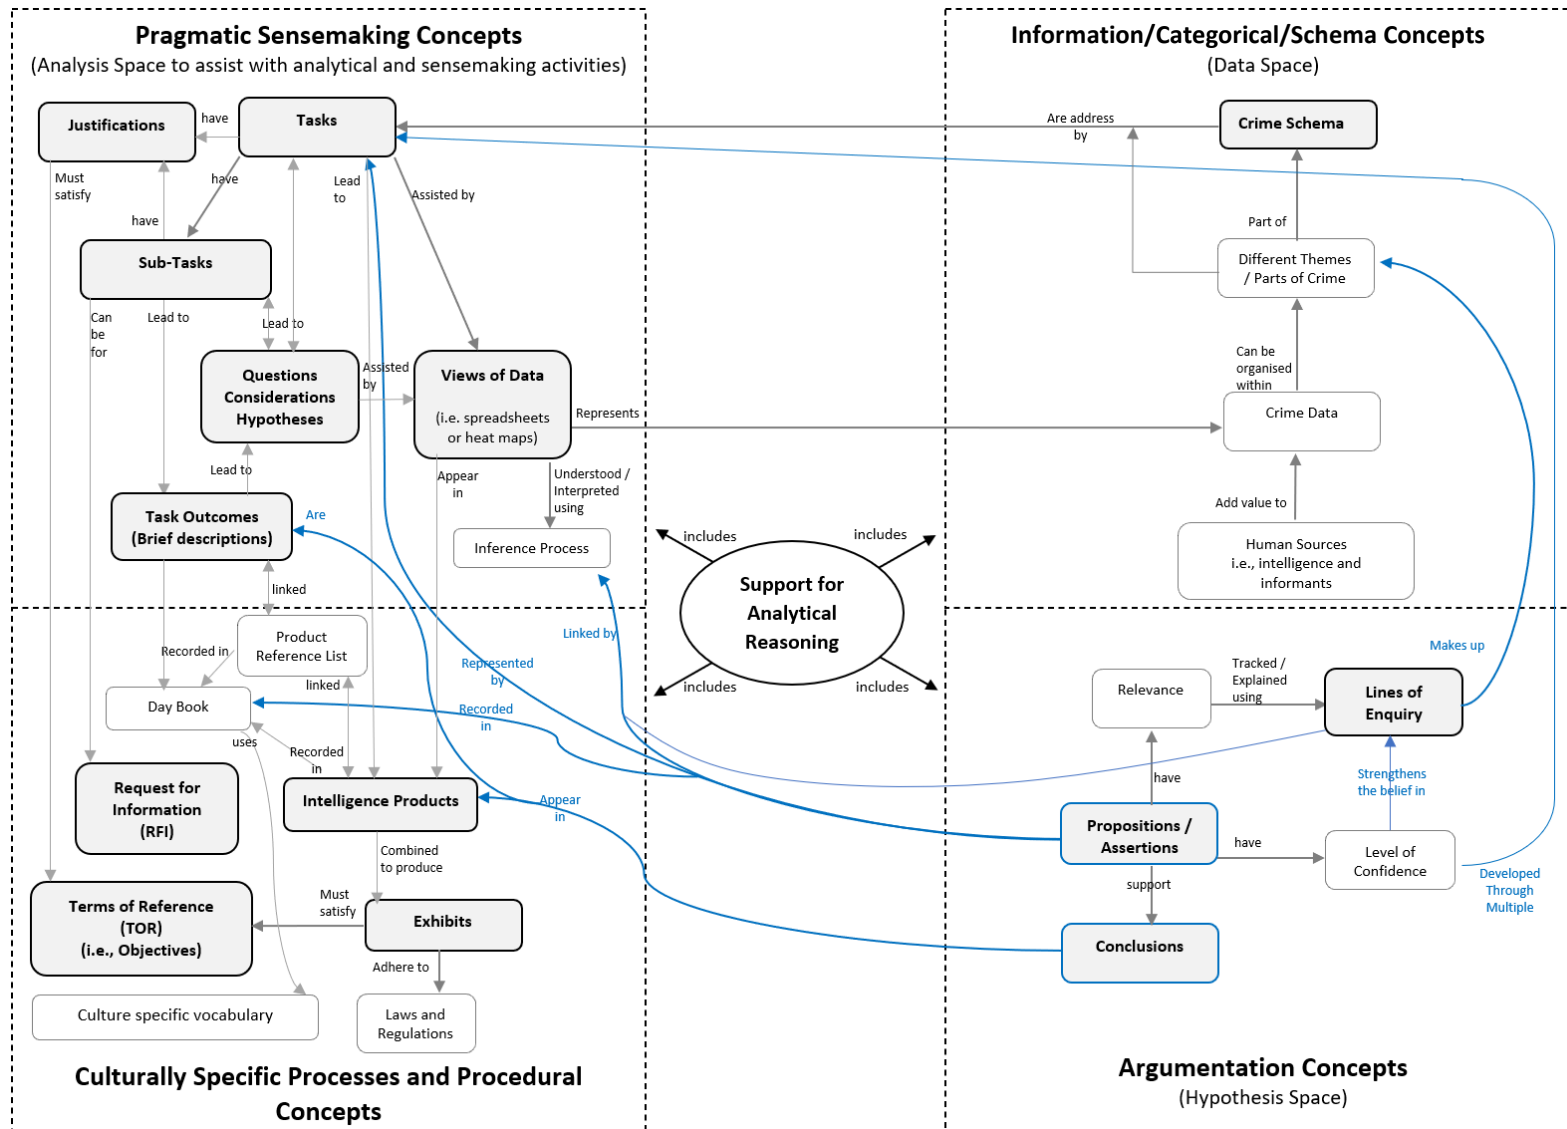 Pragmatic Sensemaking Concepts
(Analysis Space to assist with analytical and sensemaking activities)
Justifications
have
Tasks
Must
satisfy
have
have
Lead
to
Assisted by
Sub-Tasks
Can
be
for
Lead to
Lead to
Questions
Considerations
Hypotheses
Assisted
by
Views of Data
(i.e. spreadsheets
or heat maps)
Represents
Lead to
Appear
in
Understood /
Interpreted
using
Task Outcomes
(Brief descriptions)
Are
Inference Process
linked
Information/Categorical/Schema Concepts
(Data Space)
Are address
by
Crime Schema
Part of
Different Themes
/ Parts of Crime
Can be
organised
within
Crime Data
Add value to
Human Sources
i.e., intelligence and
informants
includes
includes
Support for
Analytical
Reasoning
includes
includes
Product
Reference List
Recorded in
linked
Linked by
Represented
by
Recorded
in
Day Book
uses
Recorded
in
Request for
Information
(RFI)
Intelligence Products
Appear
in
Combined
to produce
Terms of Reference
(TOR)
(i.e., Objectives)
Must
satisfy
Exhibits
Adhere to
Culture specific vocabulary
Laws and
Regulations
Culturally Specific Processes and Procedural
Concepts
Makes up
Relevance
Tracked /
Explained
using
Lines of
Enquiry
have
Strengthens
the belief in
Propositions /
Assertions
have
Level of
Confidence
support
Developed
Through
Multiple
Conclusions
Argumentation Concepts
(Hypothesis Space)